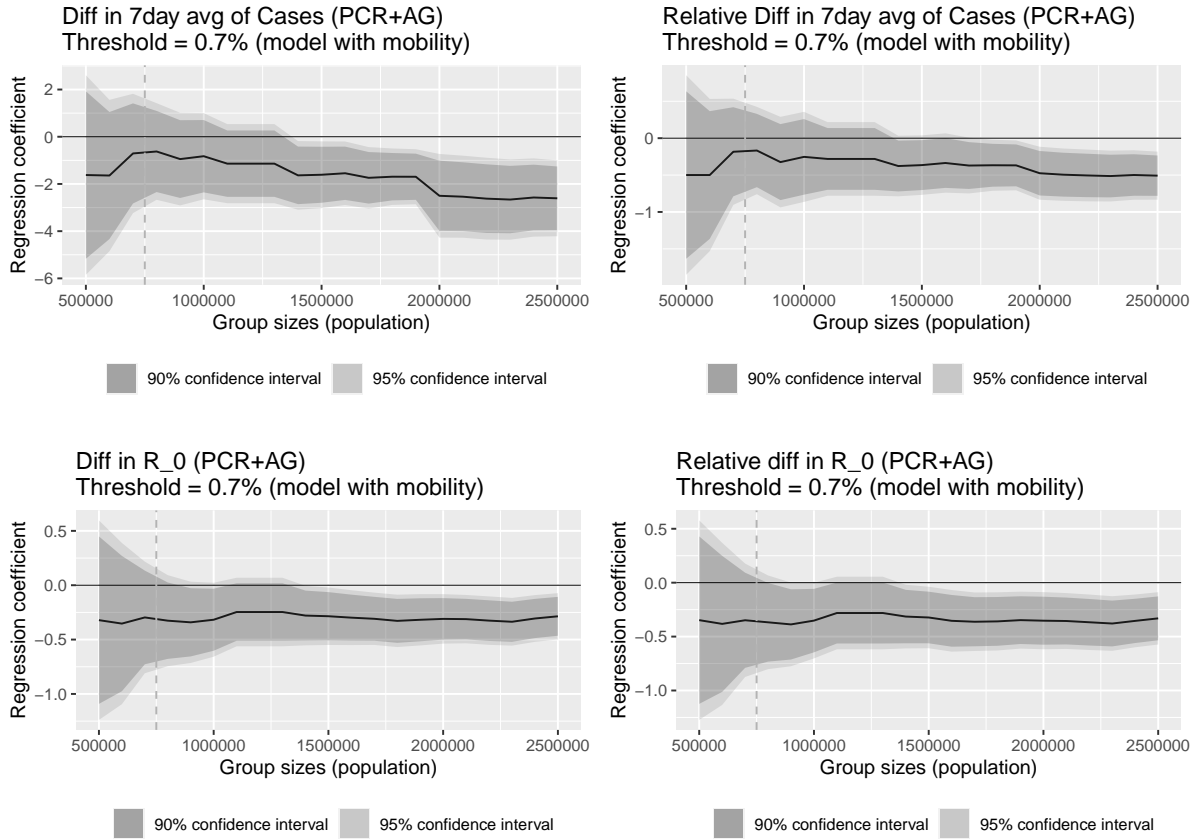 Diff in 7day avg of Cases (PCR+AG)
Threshold = 0.7% (model with mobility)
Regression coefficient
2
0
−2
−4
−6
500000 1000000 1500000 2000000 2500000
Group sizes (population)
90% confidence interval 95% confidence interval
Relative Diff in 7day avg of Cases (PCR+AG)
Threshold = 0.7% (model with mobility)
Regression coefficient
0
−1
500000 1000000 1500000 2000000 2500000
Group sizes (population)
90% confidence interval 95% confidence interval
Diff in R_0 (PCR+AG)
Threshold = 0.7% (model with mobility)
Regression coefficient
0.5
0.0
−0.5
−1.0
500000 1000000 1500000 2000000 2500000
Group sizes (population)
90% confidence interval 95% confidence interval
Relative diff in R_0 (PCR+AG)
Threshold = 0.7% (model with mobility)
Regression coefficient
0.5
0.0
−0.5
−1.0
500000 1000000 1500000 2000000 2500000
Group sizes (population)
90% confidence interval 95% confidence interval